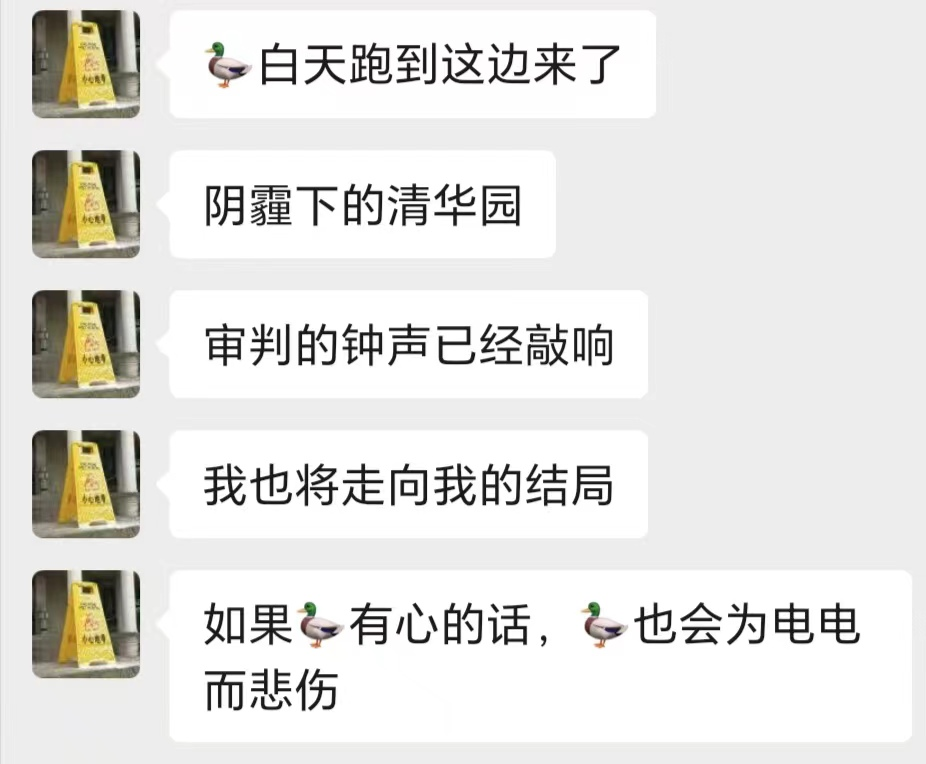 🦆白天跑到这边来了
阴霾下的清华园
审判的钟声已经敲响
我也将走向我的结局
如果🦆有心的话，🦆也会为电电
而悲伤